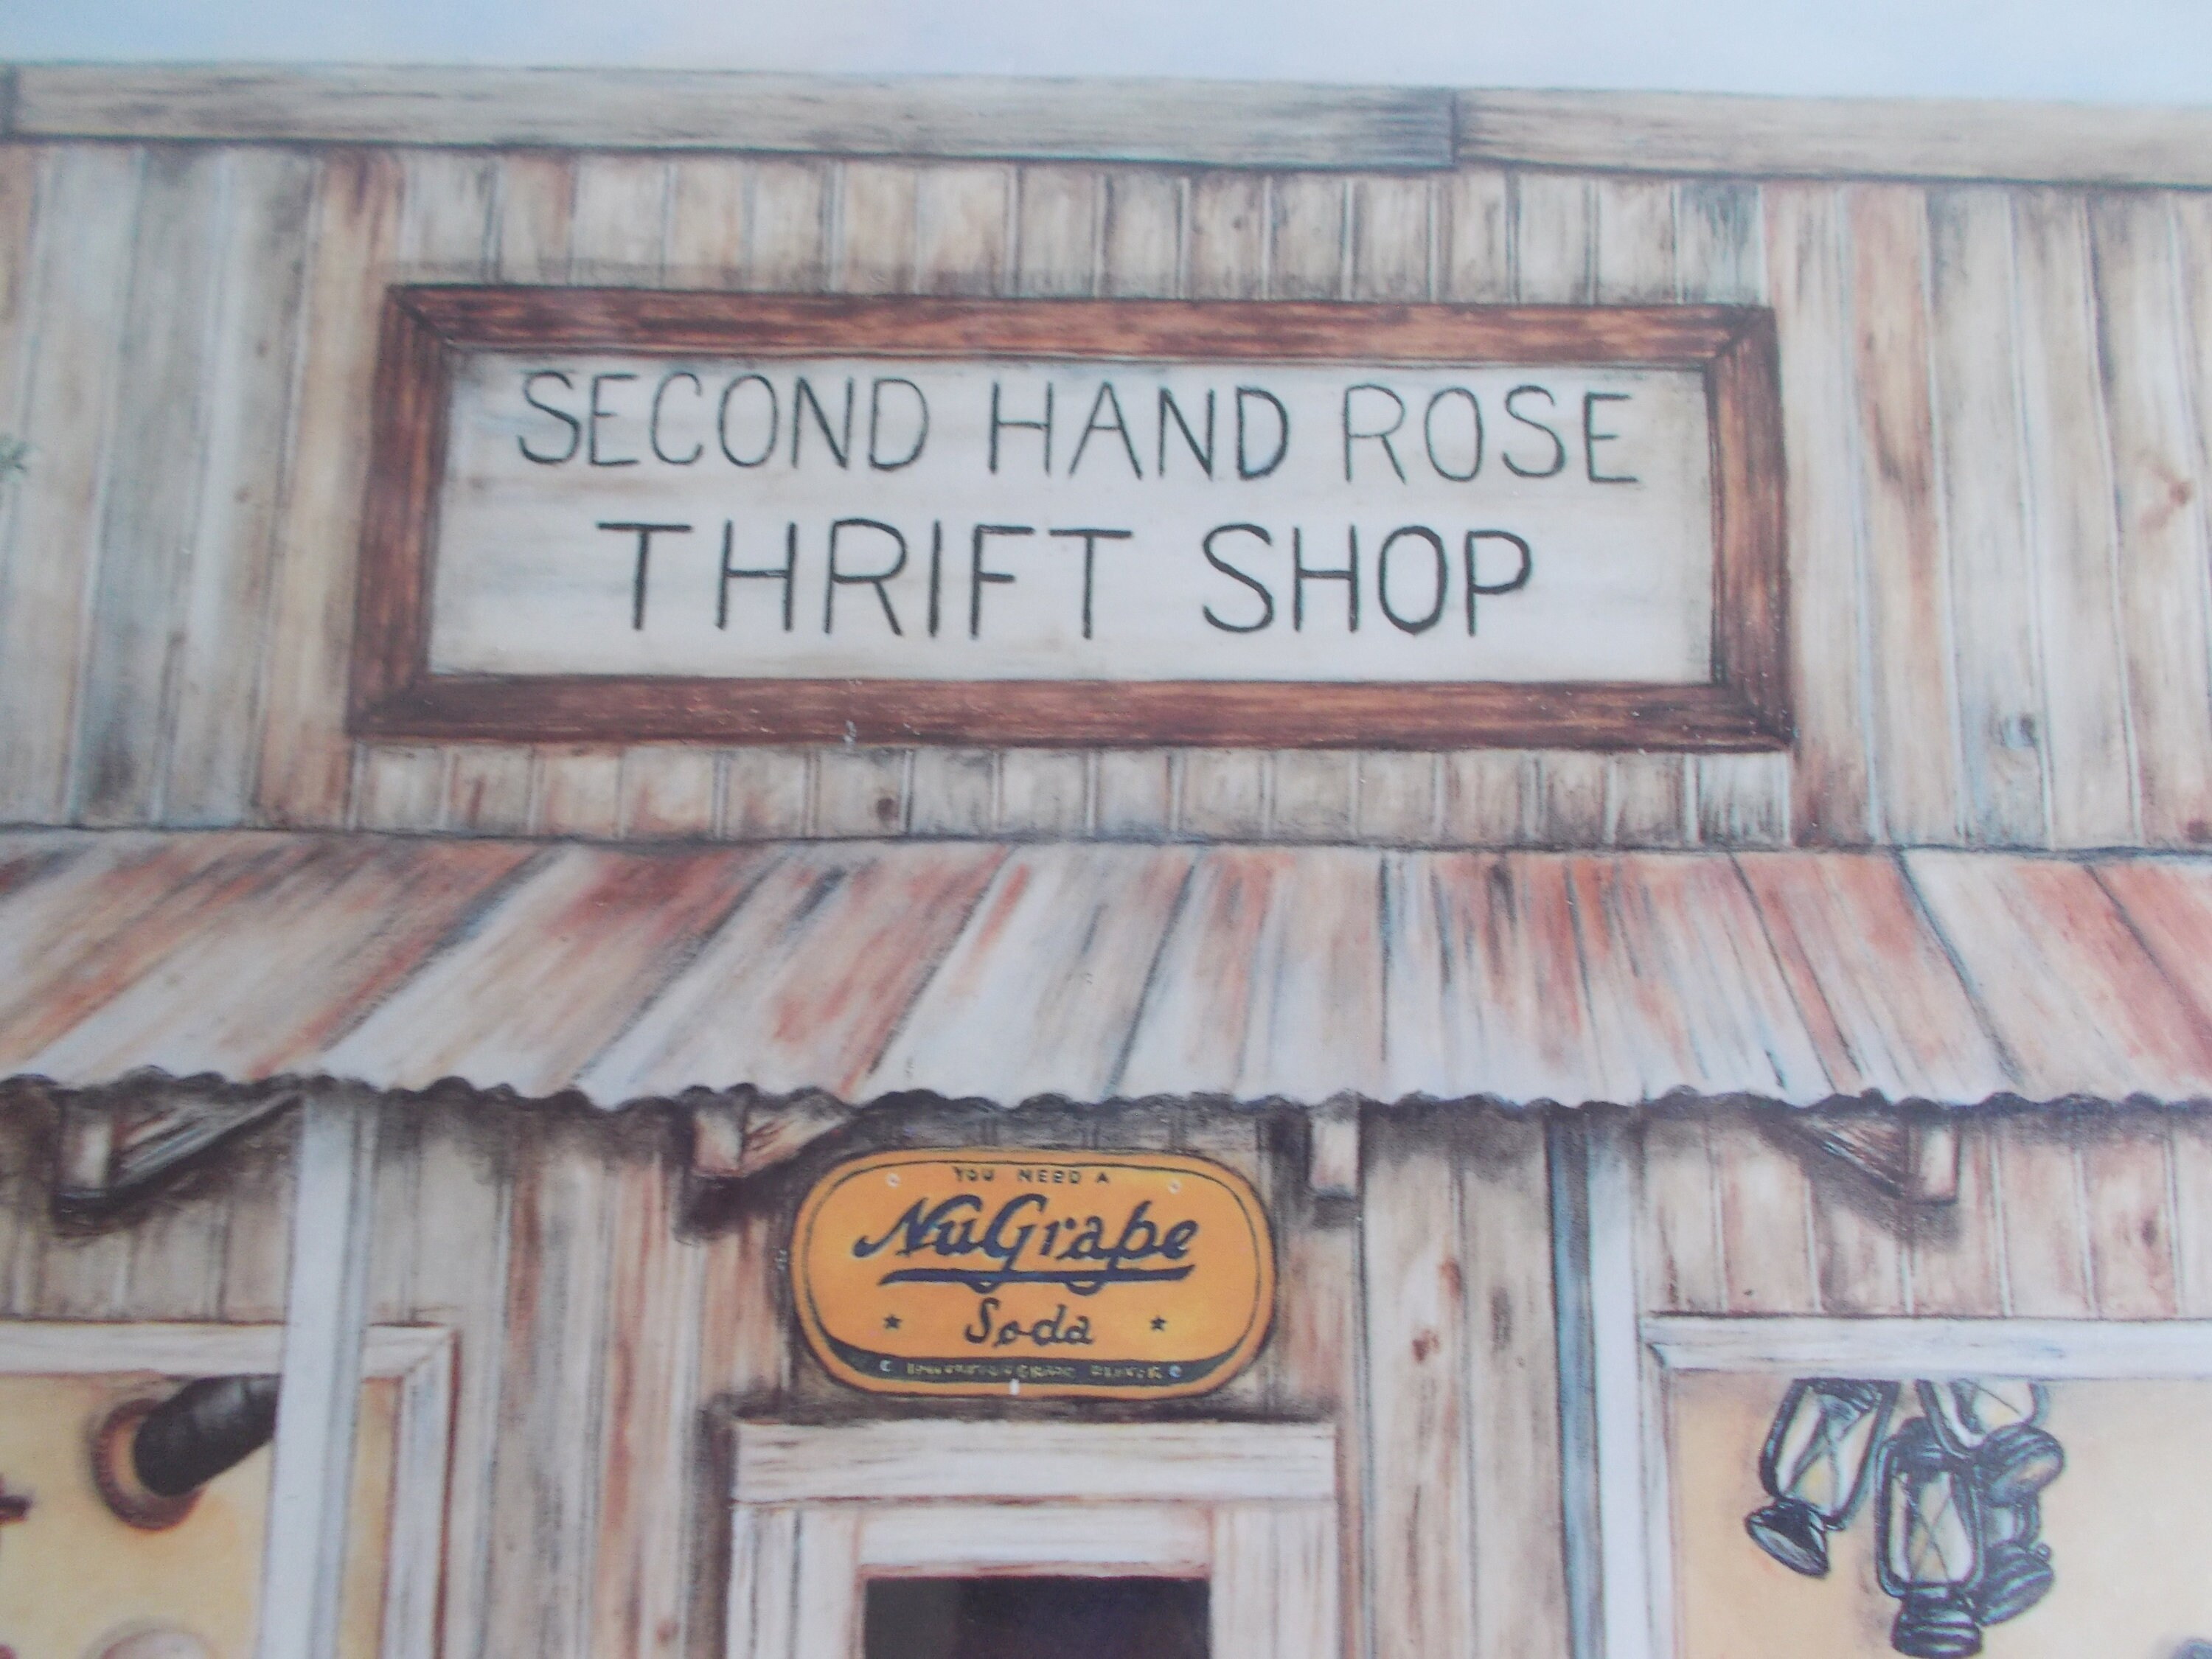 SECOND HAND ROSE
THRIFT SHOP
YOU NEED A
NuGrape
Soda